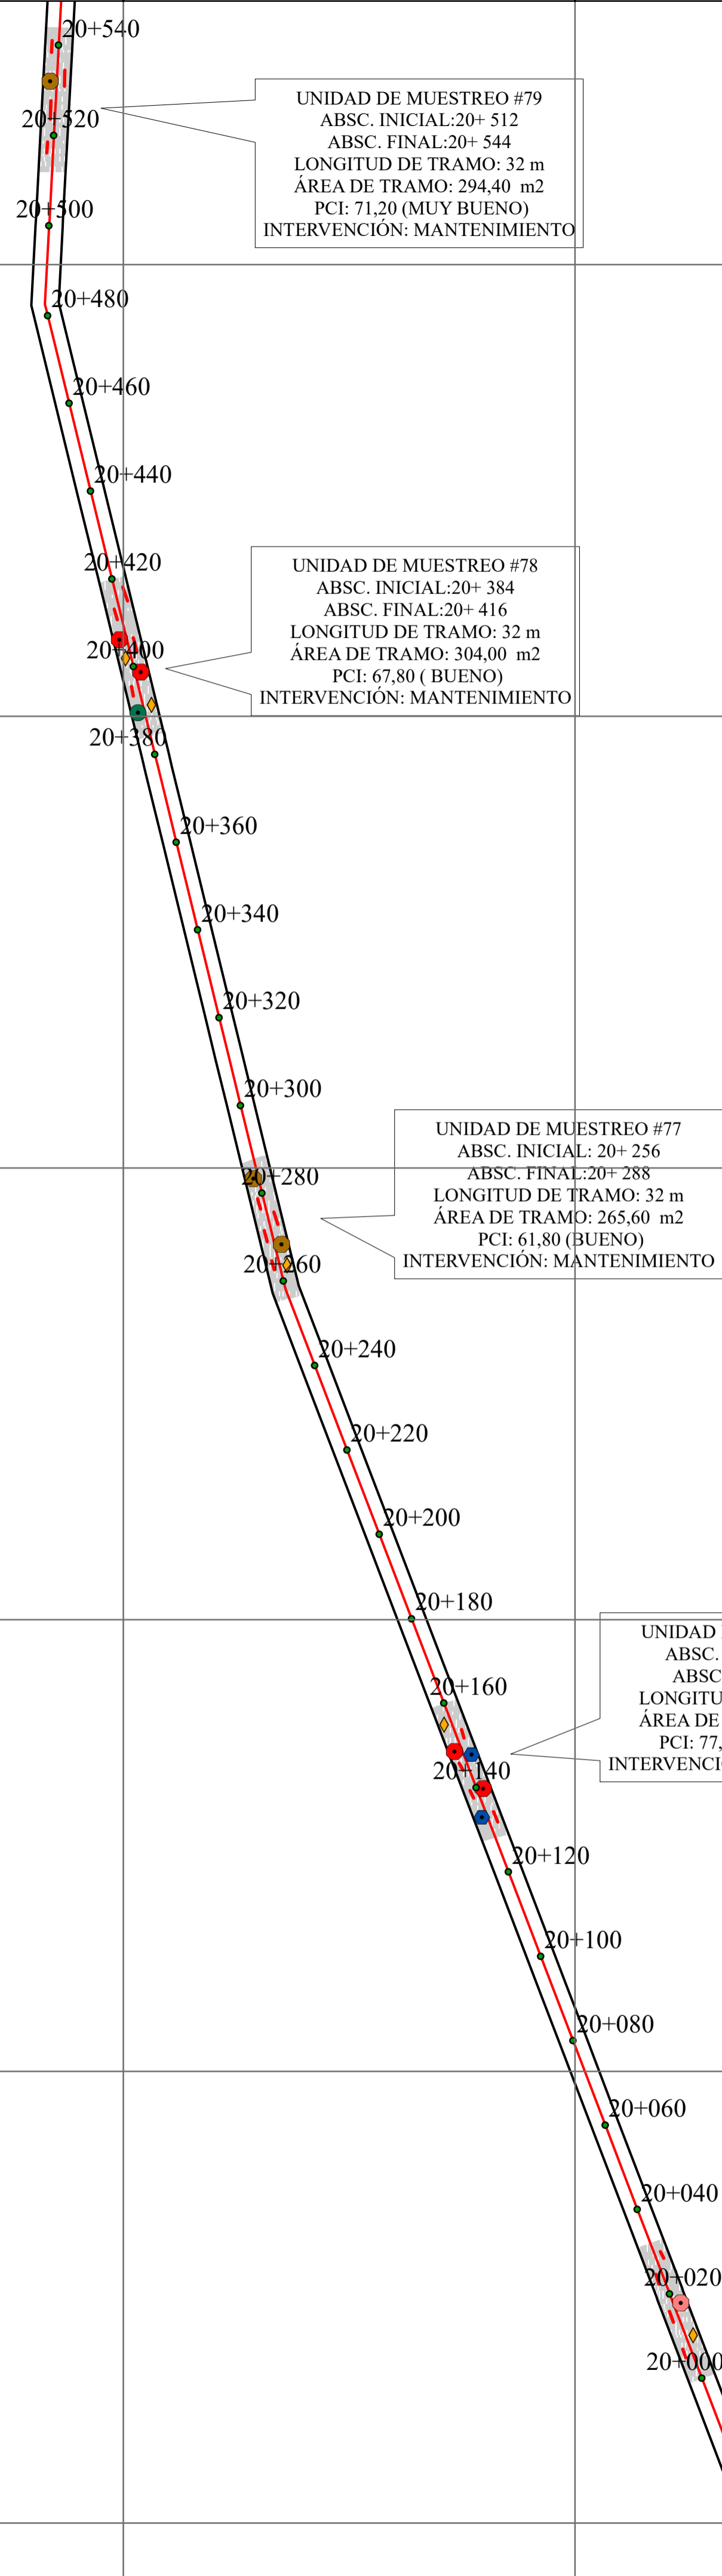 20+540
UNIDAD DE MUESTREO #79
ABSC. INICIAL:20+ 512
ABSC. FINAL:20+ 544
LONGITUD DE TRAMO: 32 m
ÁREA DE TRAMO: 294,40 m2
PCI: 71,20 (MUY BUENO)
INTERVENCIÓN: MANTENIMIENTO
20+520
20+500
20+480
20+460
20+440
20+420
UNIDAD DE MUESTREO #78
ABSC. INICIAL:20+ 384
ABSC. FINAL:20+ 416
LONGITUD DE TRAMO: 32 m
ÁREA DE TRAMO: 304,00 m2
PCI: 67,80 ( BUENO)
INTERVENCIÓN: MANTENIMIENTO
20+400
20+380
20+360
20+340
20+320
20+300
UNIDAD DE MUESTREO #77
ABSC. INICIAL: 20+ 256
ABSC. FINAL:20+ 288
LONGITUD DE TRAMO: 32 m
ÁREA DE TRAMO: 265,60 m2
PCI: 61,80 (BUENO)
INTERVENCIÓN: MANTENIMIENTO
20+280
20+260
20+240
20+220
20+200
20+180
UNIDAD
ABSC.
ABSC
LONGITU
ÁREA DE
PCI: 77,
INTERVENCI
20+160
20+140
20+120
20+100
20+080
20+060
20+040
20+020
20+000